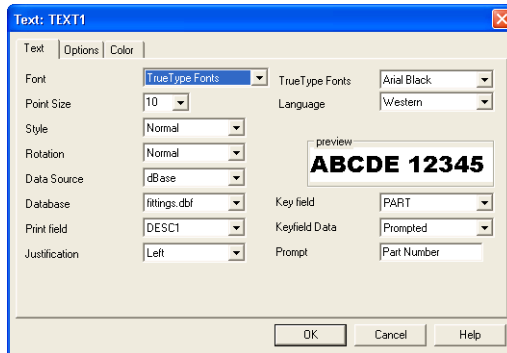 Text: TEXT1
Text Options Color
Font TrueType Fonts TrueType Fonts Arial Black
Point Size 10 Language Western
Style Normal
Rotation Normal
preview
ABCDE 12345
Data Source dBase
Database fittings.dbf Key field PART
Print field DESC1 Keyfield Data Prompted
Justification Left Prompt Part Number
OK Cancel Help